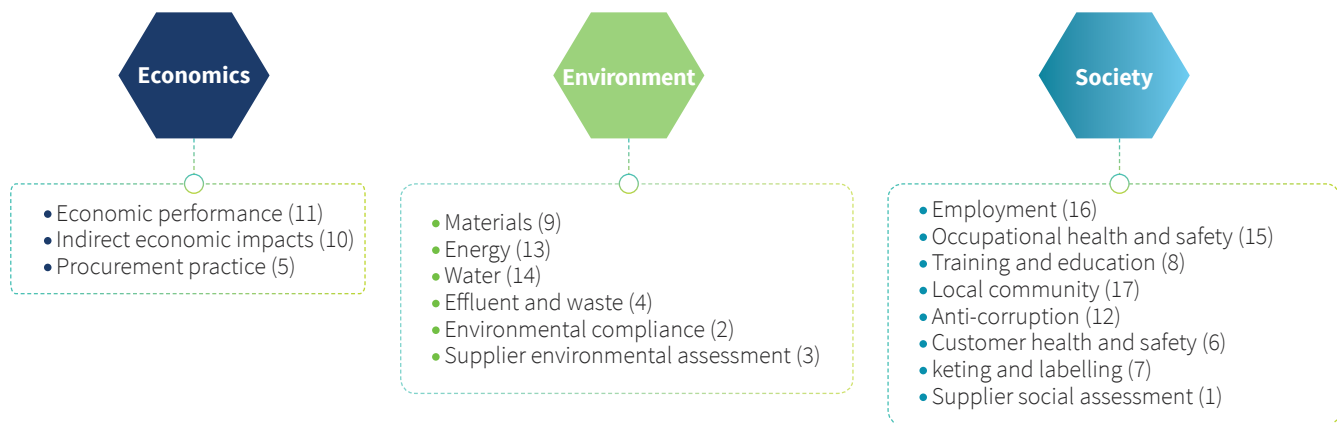 Economics
• Economic performance (11)
• Indirect economic impacts (10)
• Procurement practice (5)
Environment
• Materials (9)
• Energy (13)
• Water (14)
• Effluent and waste (4)
• Environmental compliance (2)
• Supplier environmental assessment (3)
Society
• Employment (16)
• Occupational health and safety (15)
• Training and education (8)
• Local community (17)
• Anti-corruption (12)
• Customer health and safety (6)
• keting and labelling (7)
• Supplier social assessment (1)